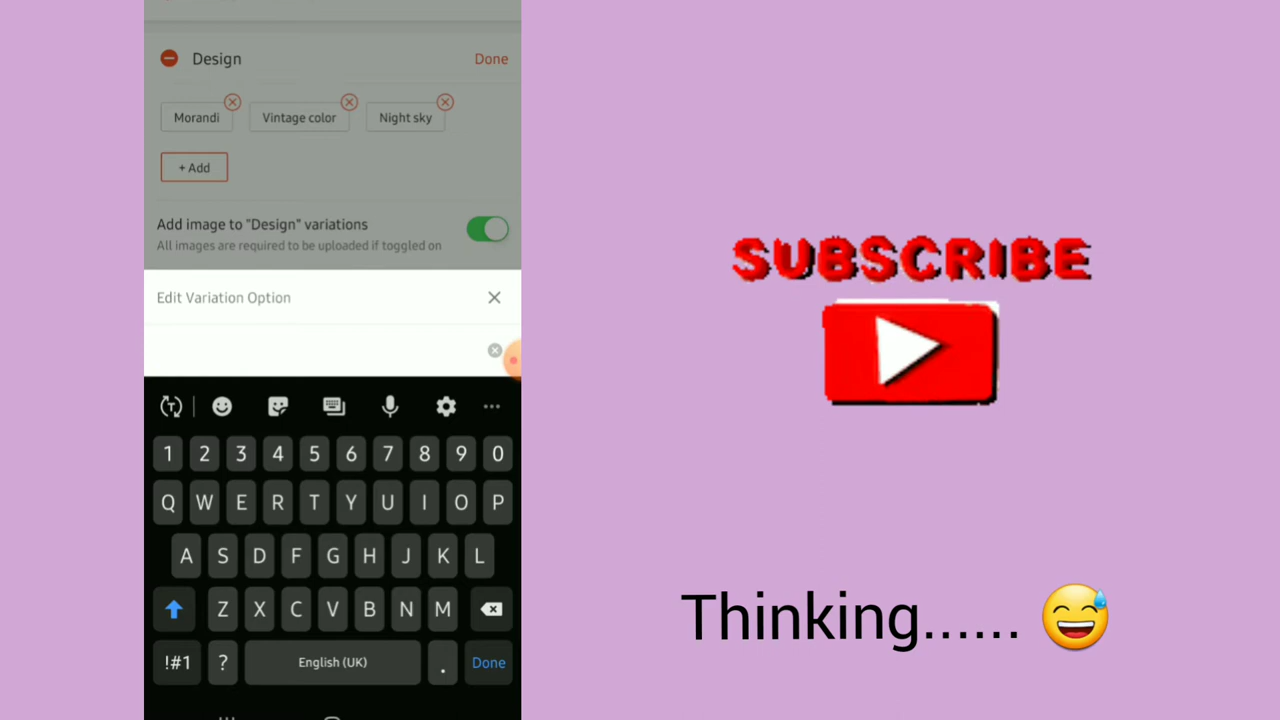 Design
Done
Morandi
Vintage color
Night sky
+ Add
Add image to "Design" variations
All images are required to be uploaded if toggled on
Edit Variation Option
1 2 3 4 5 6 7 8 9 0
Q W E R T Y U I O P
A S D F G H J K L
Z X C V B N M
!#1 ? English (UK) . Done
SUBSCRIBE
Thinking...... 😅